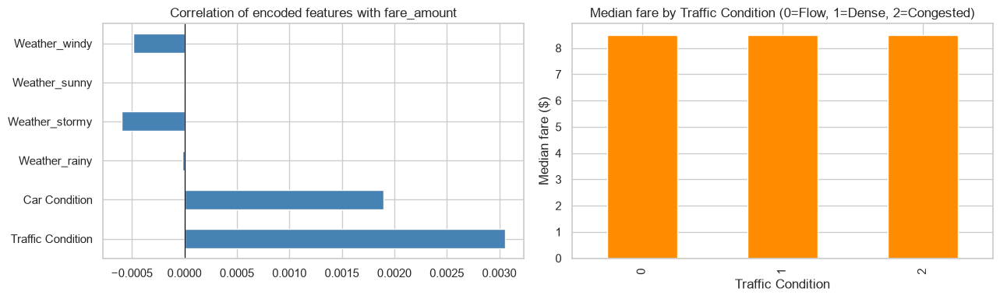 Correlation of encoded features with fare_amount
Weather_windy
Weather_sunny
Weather_stormy
Weather_rainy
Car Condition
Traffic Condition
−0.0005 0.0000 0.0005 0.0010 0.0015 0.0020 0.0025 0.0030
Median fare by Traffic Condition (0=Flow, 1=Dense, 2=Congested)
Median fare ($)
8
7
6
5
4
3
2
1
0
0 1 2
Traffic Condition